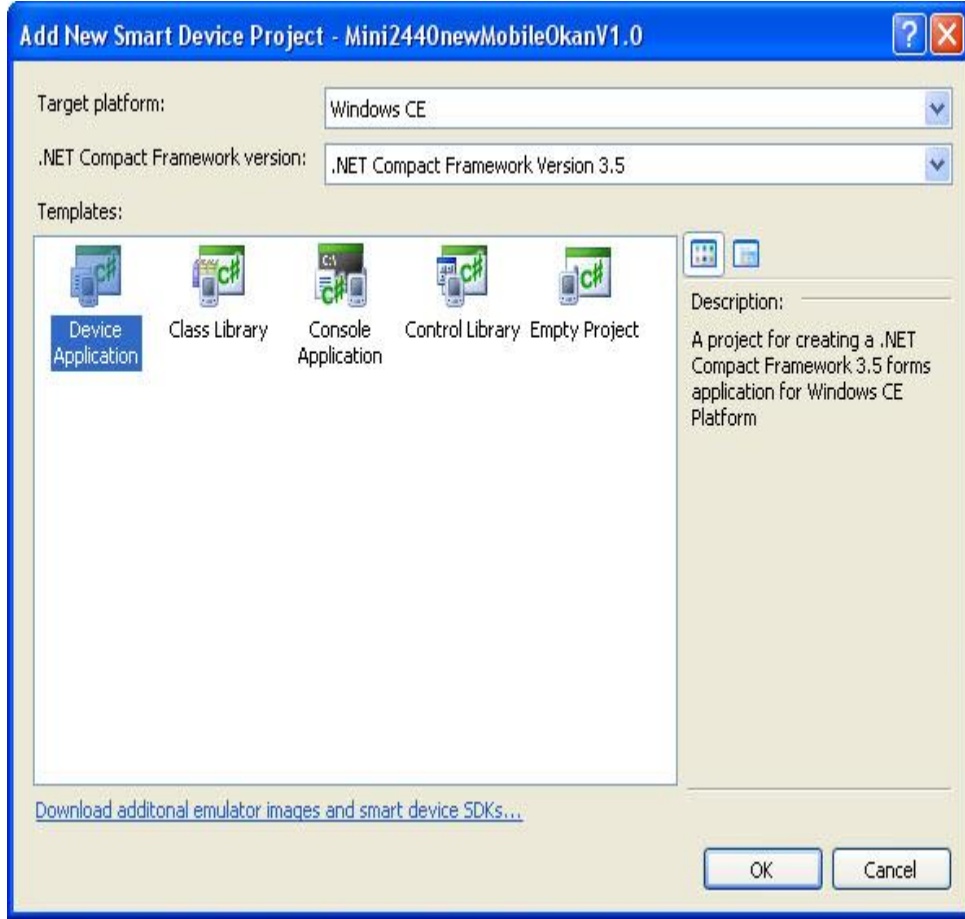 Add New Smart Device Project - Mini2440newMobileOkanV1.0
Target platform:
Windows CE
.NET Compact Framework version:
.NET Compact Framework Version 3.5
Templates:
Device
Application
Class Library
Console
Application
Control Library
Empty Project
Description:
A project for creating a .NET
Compact Framework 3.5 forms
application for Windows CE
Platform
Download additonal emulator images and smart device SDKs...
OK
Cancel